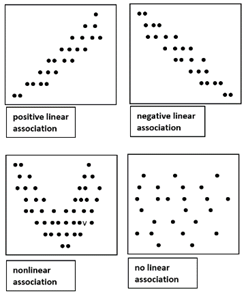 positive linear
association
negative linear
association
nonlinear
association
no linear
association